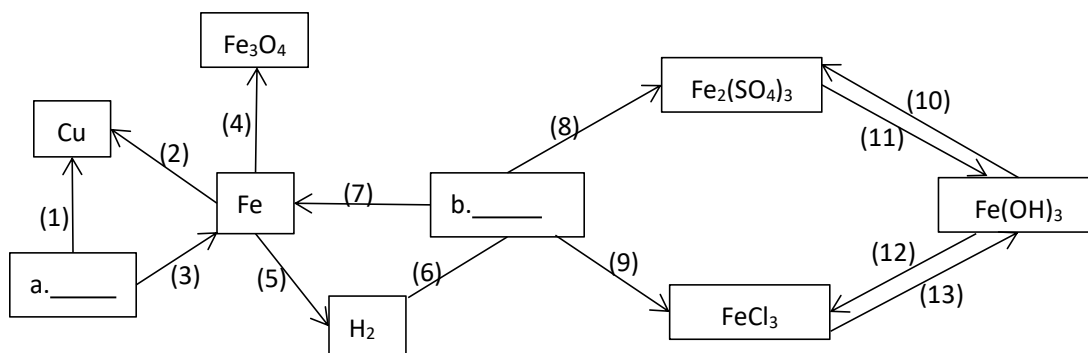 Fe₃O₄
Fe₂(SO₄)₃
(10)
(4)
(8)
(11)
Cu
(2)
Fe
(7)
b.______
Fe(OH)₃
(1)
(12)
a.______
(3)
(5)
(6)
(9)
(13)
H₂
FeCl₃